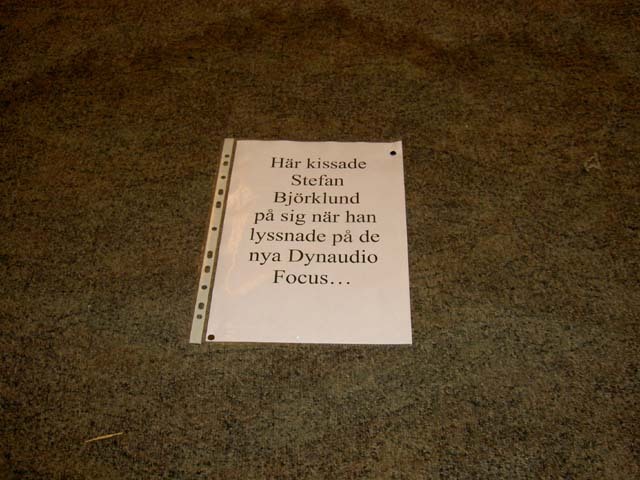 Här kissade
Stefan
Björklund
på sig när han
lyssnade på de
nya Dynaudio
Focus…